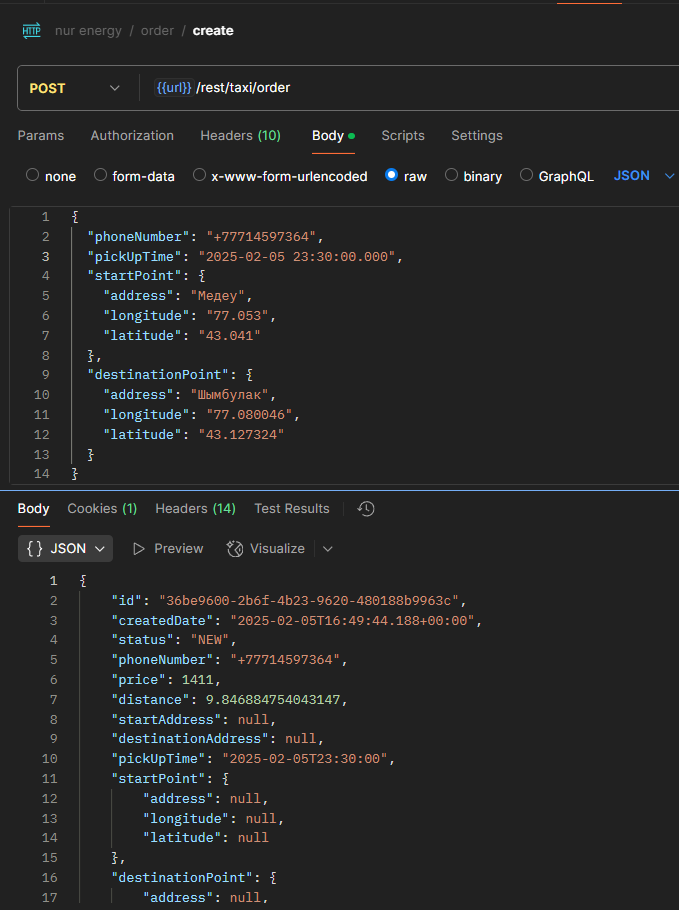 HTTP nur energy / order / create
POST {{url}} /rest/taxi/order
Params Authorization Headers (10) Body Scripts Settings
none form-data x-www-form-urlencoded raw binary GraphQL JSON
1 {
2 "phoneNumber": "+77714597364",
3 "pickUpTime": "2025-02-05 23:30:00.000",
4 "startPoint": {
5 "address": "Медеу",
6 "longitude": "77.053",
7 "latitude": "43.041"
8 },
9 "destinationPoint": {
10 "address": "Шымбулак",
11 "longitude": "77.080046",
12 "latitude": "43.127324"
13 }
14 }
Body Cookies (1) Headers (14) Test Results
{} JSON Preview Visualize
1 {
2 "id": "36be9600-2b6f-4b23-9620-480188b9963c",
3 "createdDate": "2025-02-05T16:49:44.188+00:00",
4 "status": "NEW",
5 "phoneNumber": "+77714597364",
6 "price": 1411,
7 "distance": 9.846884754043147,
8 "startAddress": null,
9 "destinationAddress": null,
10 "pickUpTime": "2025-02-05T23:30:00",
11 "startPoint": {
12 "address": null,
13 "longitude": null,
14 "latitude": null
15 },
16 "destinationPoint": {
17 "address": null,